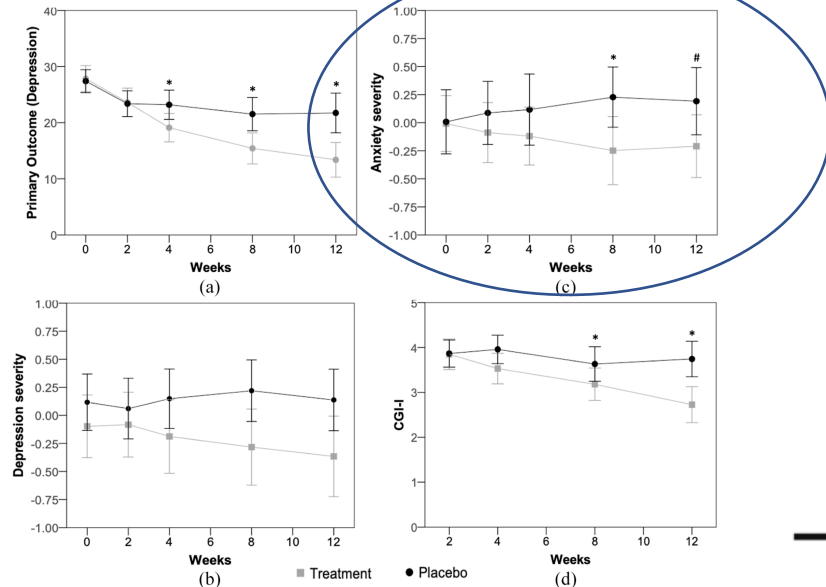 40
30
20
10
0
Primary Outcome (Depression)
* * *
0 2 4 6 8 10 12
Weeks
(a)
1.00
0.75
0.50
0.25
0.00
-0.25
-0.50
-0.75
-1.00
Anxiety severity
* #
0 2 4 6 8 10 12
Weeks
(c)
1.00
0.75
0.50
0.25
0.00
-0.25
-0.50
-0.75
-1.00
Depression severity
0 2 4 6 8 10 12
Weeks
(b)
5
4
3
2
1
0
CGI-I
* *
2 4 6 8 10 12
Weeks
(d)
Treatment Placebo